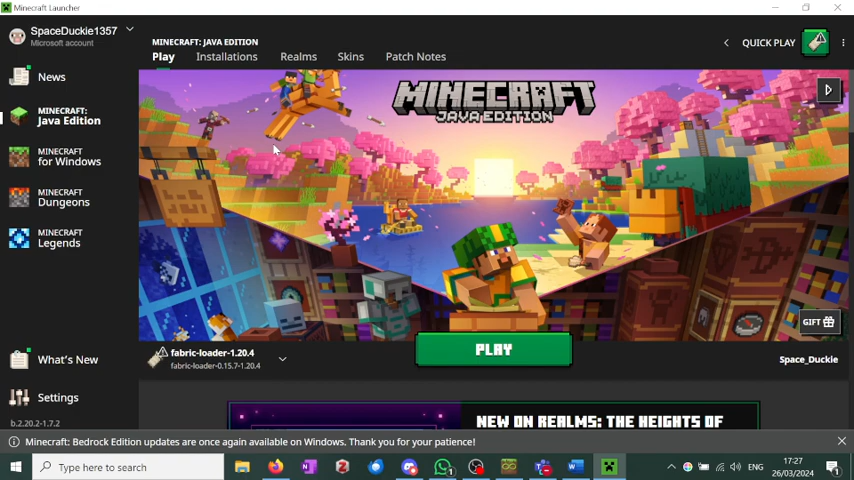 Minecraft Launcher
SpaceDuckie1357
Microsoft account
MINECRAFT: JAVA EDITION
QUICK PLAY
Play Installations Realms Skins Patch Notes
News
MINECRAFT:
Java Edition
MINECRAFT
for Windows
MINECRAFT
Dungeons
MINECRAFT
Legends
What's New
Settings
b.2.20.2-1.7.2
MINECRAFT
JAVA EDITION
GIFT
fabric-loader-1.20.4
fabric-loader-0.15.7-1.20.4
PLAY
Space_Duckie
NEW ON REALMS: THE HEIGHTS OF
Minecraft: Bedrock Edition updates are once again available on Windows. Thank you for your patience!
Type here to search
1
ENG
17:27
26/03/2024
1